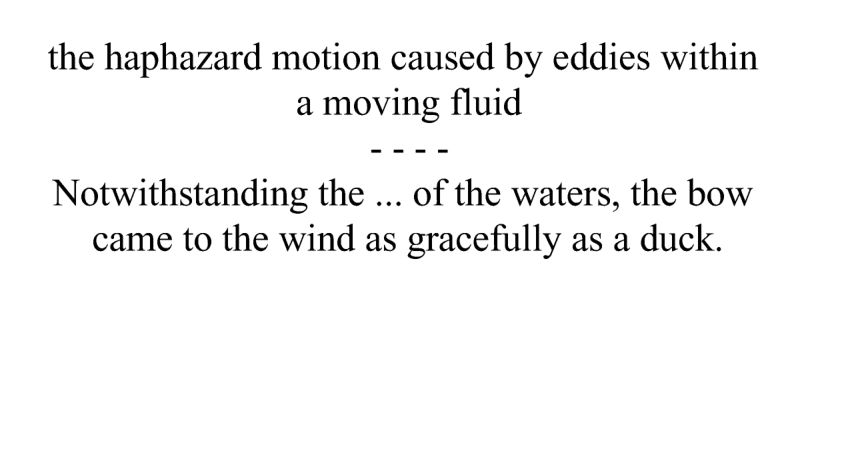 the haphazard motion caused by eddies within
a moving fluid
- - - -
Notwithstanding the ... of the waters, the bow
came to the wind as gracefully as a duck.